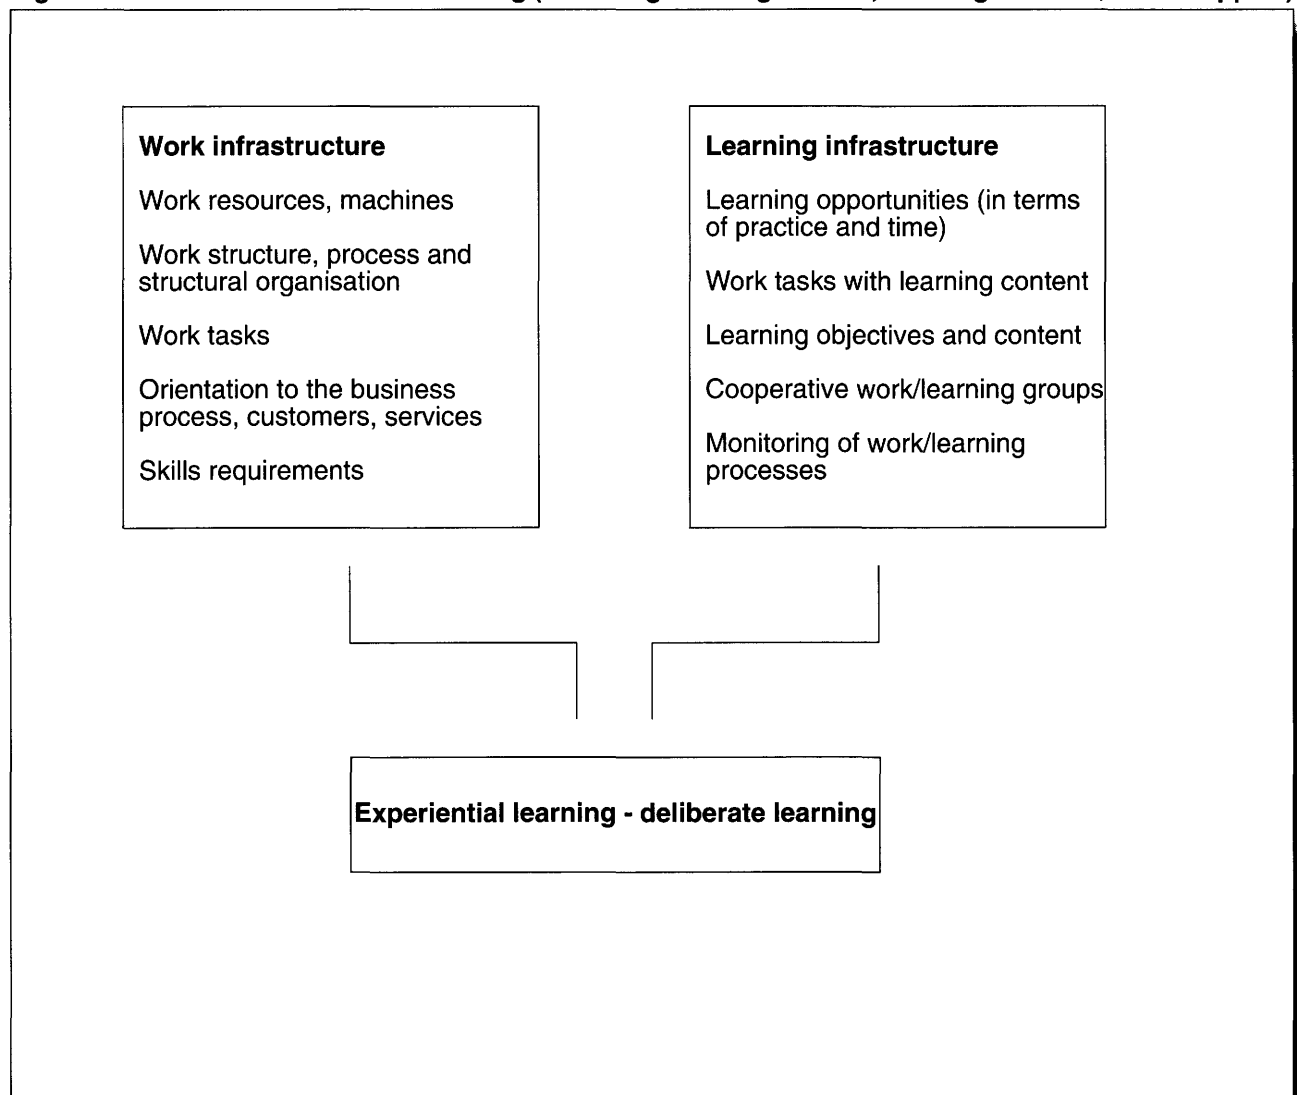 Work infrastructure
Work resources, machines
Work structure, process and
structural organisation
Work tasks
Orientation to the business
process, customers, services
Skills requirements
Learning infrastructure
Learning opportunities (in terms
of practice and time)
Work tasks with learning content
Learning objectives and content
Cooperative work/learning groups
Monitoring of work/learning
processes
Experiential learning - deliberate learning